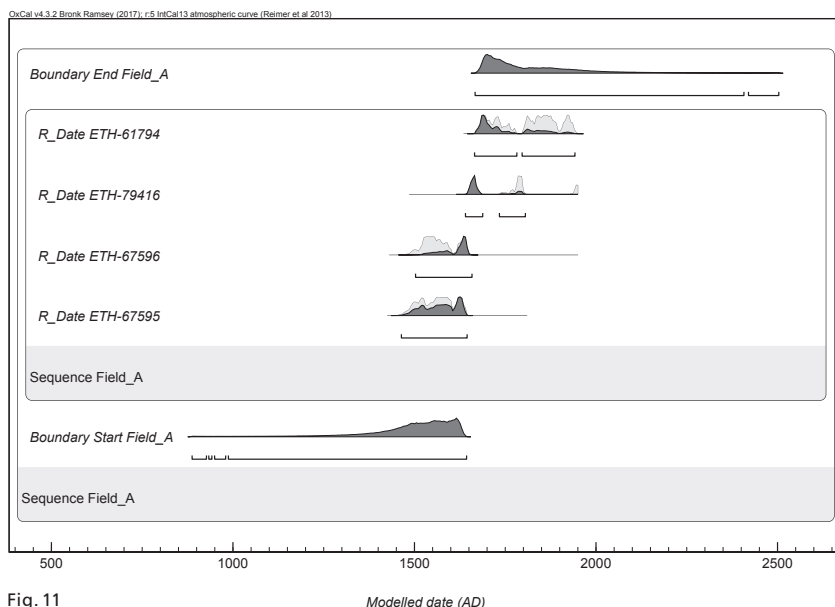 OxCal v4.3.2 Bronk Ramsey (2017); r:5 IntCal13 atmospheric curve (Reimer et al 2013)
Boundary End Field_A
R_Date ETH-61794
R_Date ETH-79416
R_Date ETH-67596
R_Date ETH-67595
Sequence Field_A
Boundary Start Field_A
Sequence Field_A
500 1000 1500 2000 2500
Fig. 11 Modelled date (AD)